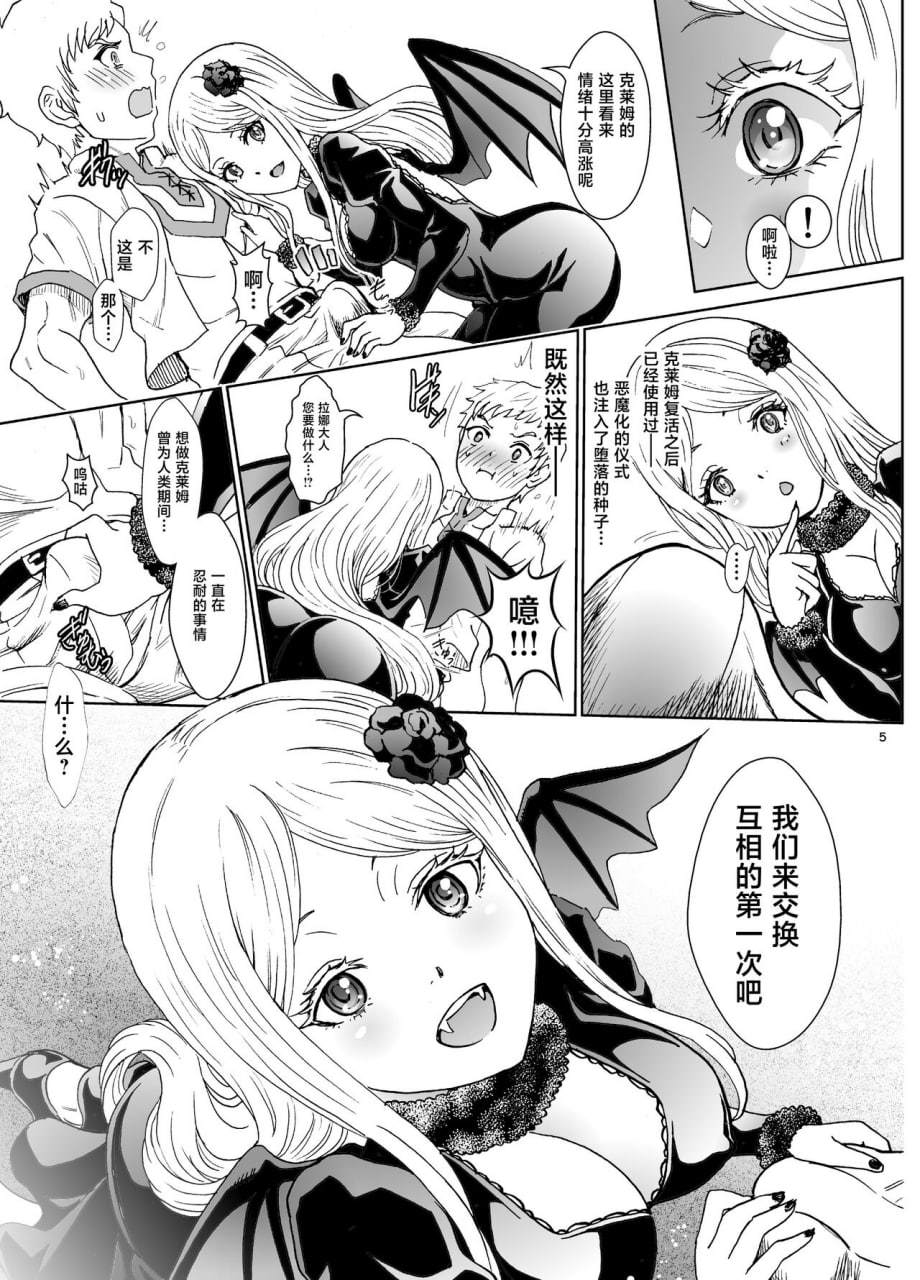 !
啊啦…
克莱姆的
这里看来
情绪十分高涨呢
啊…
不
是
那个…
这
克莱姆复活之后
已经使用过
恶魔化的仪式
也注入了堕落的种子…
…
既然这样
拉娜大人
您要做什么…!?
噫!!!
想做克莱姆
曾为人类期间…
一直在
忍耐的事情
呜咕
什…么?
我们来交换
互相的第一次吧
5